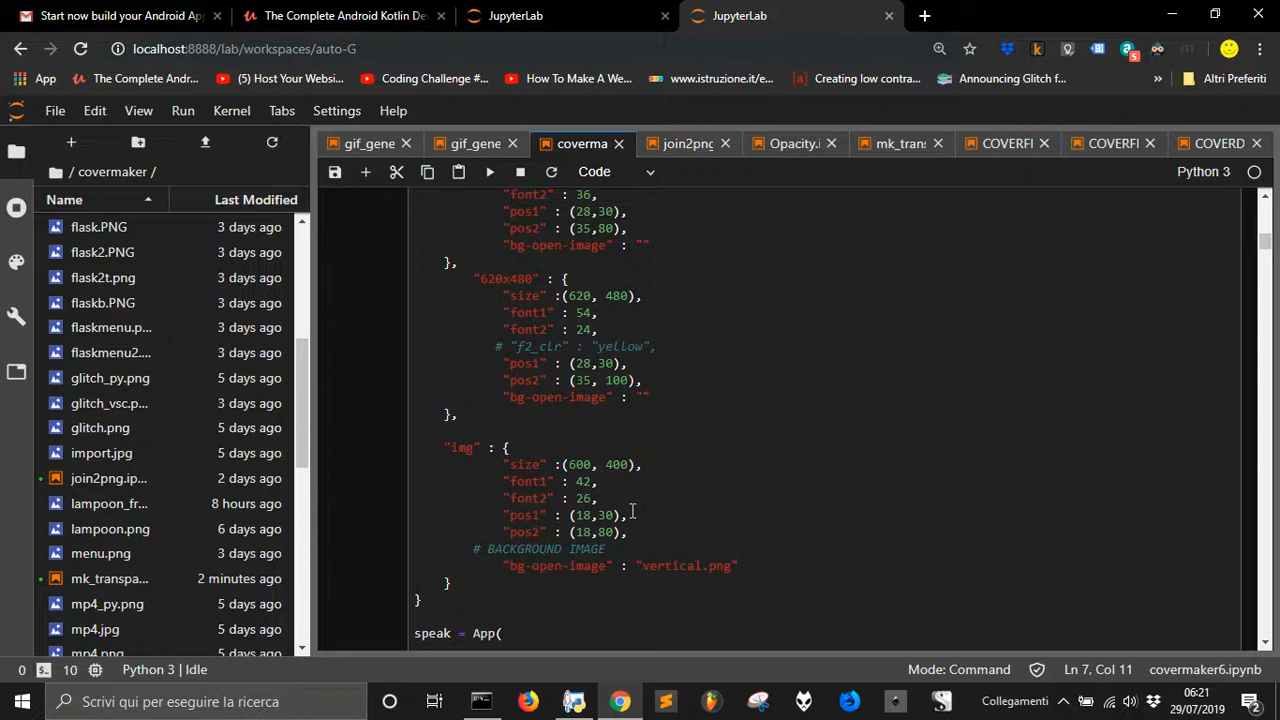 Start now build your Android Ap
The Complete Android Kotlin De
JupyterLab
JupyterLab
localhost:8888/lab/workspaces/auto-G
App
The Complete Andr...
(5) Host Your Websi...
Coding Challenge #...
How To Make A We...
www.istruzione.it/e...
Creating low contra...
Announcing Glitch f...
»
Altri Preferiti
File Edit View Run Kernel Tabs Settings Help
gif_gene
gif_gene
coverma
join2png
Opacity.i
mk_trans
COVERFI
COVERFI
COVERD
/ covermaker /
Code
Python 3
Name Last Modified
flask.PNG 3 days ago
flask2.PNG 3 days ago
flask2t.png 3 days ago
flaskb.PNG 3 days ago
flaskmenu.p... 3 days ago
flaskmenu2.... 3 days ago
glitch_py.png 3 days ago
glitch_vsc.p... 3 days ago
glitch.png 3 days ago
import.jpg 3 days ago
join2png.ip... 2 days ago
lampoon_fr... 8 hours ago
lampoon.png 6 days ago
menu.png 3 days ago
mk_transpa... 2 minutes ago
mp4_py.png 5 days ago
mp4.jpg 5 days ago
mp4.png 5 days ago
"font2" : 36,
"pos1" : (28,30),
"pos2" : (35,80),
"bg-open-image" : ""
},
"620x480" : {
"size" :(620, 480),
"font1" : 54,
"font2" : 24,
# "f2_clr" : "yellow",
"pos1" : (28,30),
"pos2" : (35, 100),
"bg-open-image" : ""
},
"img" : {
"size" :(600, 400),
"font1" : 42,
"font2" : 26,
"pos1" : (18,30),
"pos2" : (18,80),
# BACKGROUND IMAGE
"bg-open-image" : "vertical.png"
}
}
speak = App(
0 10 Python 3 | Idle
Mode: Command
Ln 7, Col 11 covermaker6.ipynb
Scrivi qui per eseguire la ricerca
Collegamenti »
06:21
29/07/2019
2